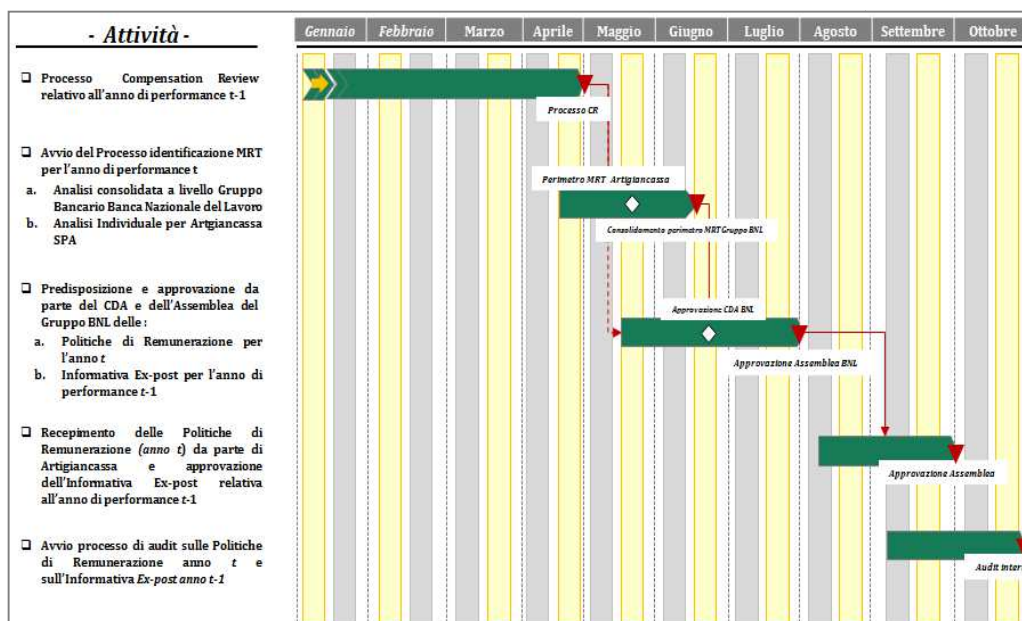 - Attività -
Gennaio Febbraio Marzo Aprile Maggio Giugno Luglio Agosto Settembre Ottobre
❑ Processo Compensation Review
relativo all'anno di performance t-1
Processo CR
❑ Avvio del Processo identificazione MRT
per l'anno di performance t
a. Analisi consolidata a livello Gruppo
Bancario Banca Nazionale del Lavoro
b. Analisi Individuale per Artgiancassa
SPA
Perimetro MRT Artigiancassa
Consolidamento perimetro MRT Gruppo BNL
❑ Predisposizione e approvazione da
parte del CDA e dell'Assemblea del
Gruppo BNL delle :
a. Politiche di Remunerazione per
l'anno t
b. Informativa Ex-post per l'anno di
performance t-1
Approvazione CDA BNL
Approvazione Assemblea BNL
❑ Recepimento delle Politiche di
Remunerazione (anno t) da parte di
Artigiancassa e approvazione
dell'Informativa Ex-post relativa
all'anno di performance t-1
Approvazione Assemblea
❑ Avvio processo di audit sulle Politiche
di Remunerazione anno t e
sull'Informativa Ex-post anno t-1
Audit inter